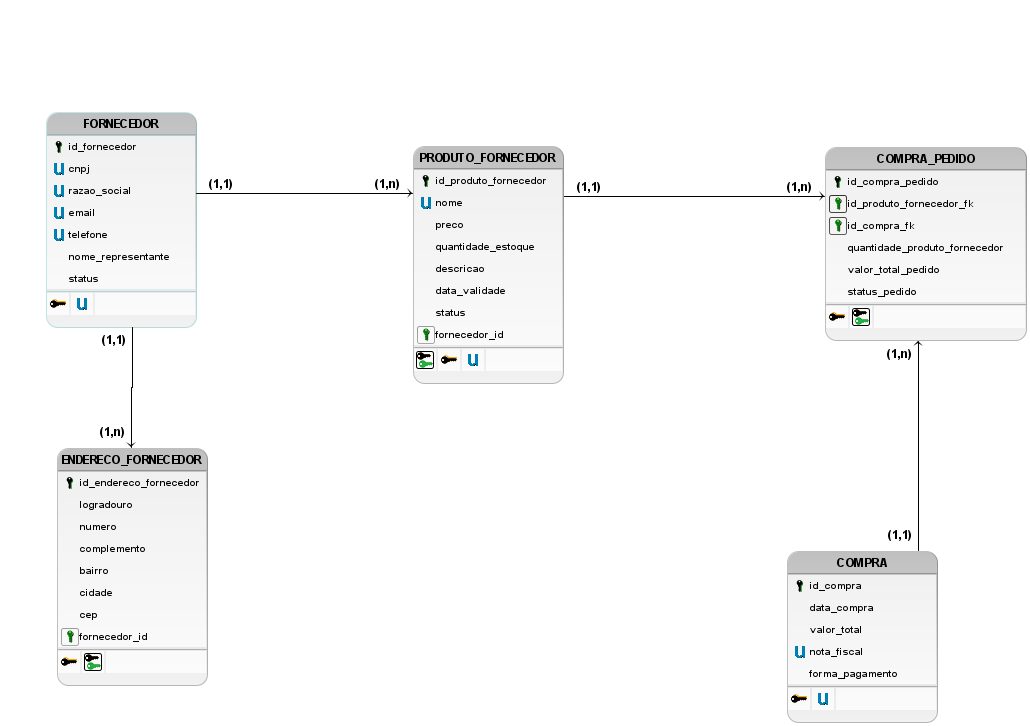 FORNECEDOR
id_fornecedor
U cnpj
U razao_social
U email
U telefone
nome_representante
status
U
(1,1)
(1,n)
PRODUTO_FORNECEDOR
id_produto_fornecedor
U nome
preco
quantidade_estoque
descricao
data_validade
status
fornecedor_id
U
(1,1)
(1,n)
COMPRA_PEDIDO
id_compra_pedido
id_produto_fornecedor_fk
id_compra_fk
quantidade_produto_fornecedor
valor_total_pedido
status_pedido
(1,1)
(1,n)
ENDERECO_FORNECEDOR
id_endereco_fornecedor
logradouro
numero
complemento
bairro
cidade
cep
fornecedor_id
(1,n)
(1,1)
COMPRA
id_compra
data_compra
valor_total
U nota_fiscal
forma_pagamento
U